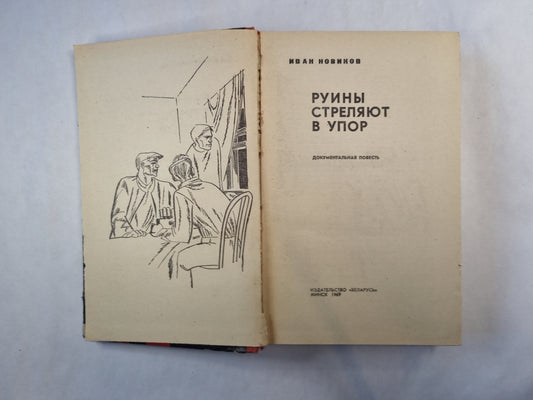 ИВАН НОВИКОВ
РУИНЫ
СТРЕЛЯЮТ
В УПОР
ДОКУМЕНТАЛЬНАЯ ПОВЕСТЬ
ИЗДАТЕЛЬСТВО «БЕЛАРУСЬ»
МИНСК 1969